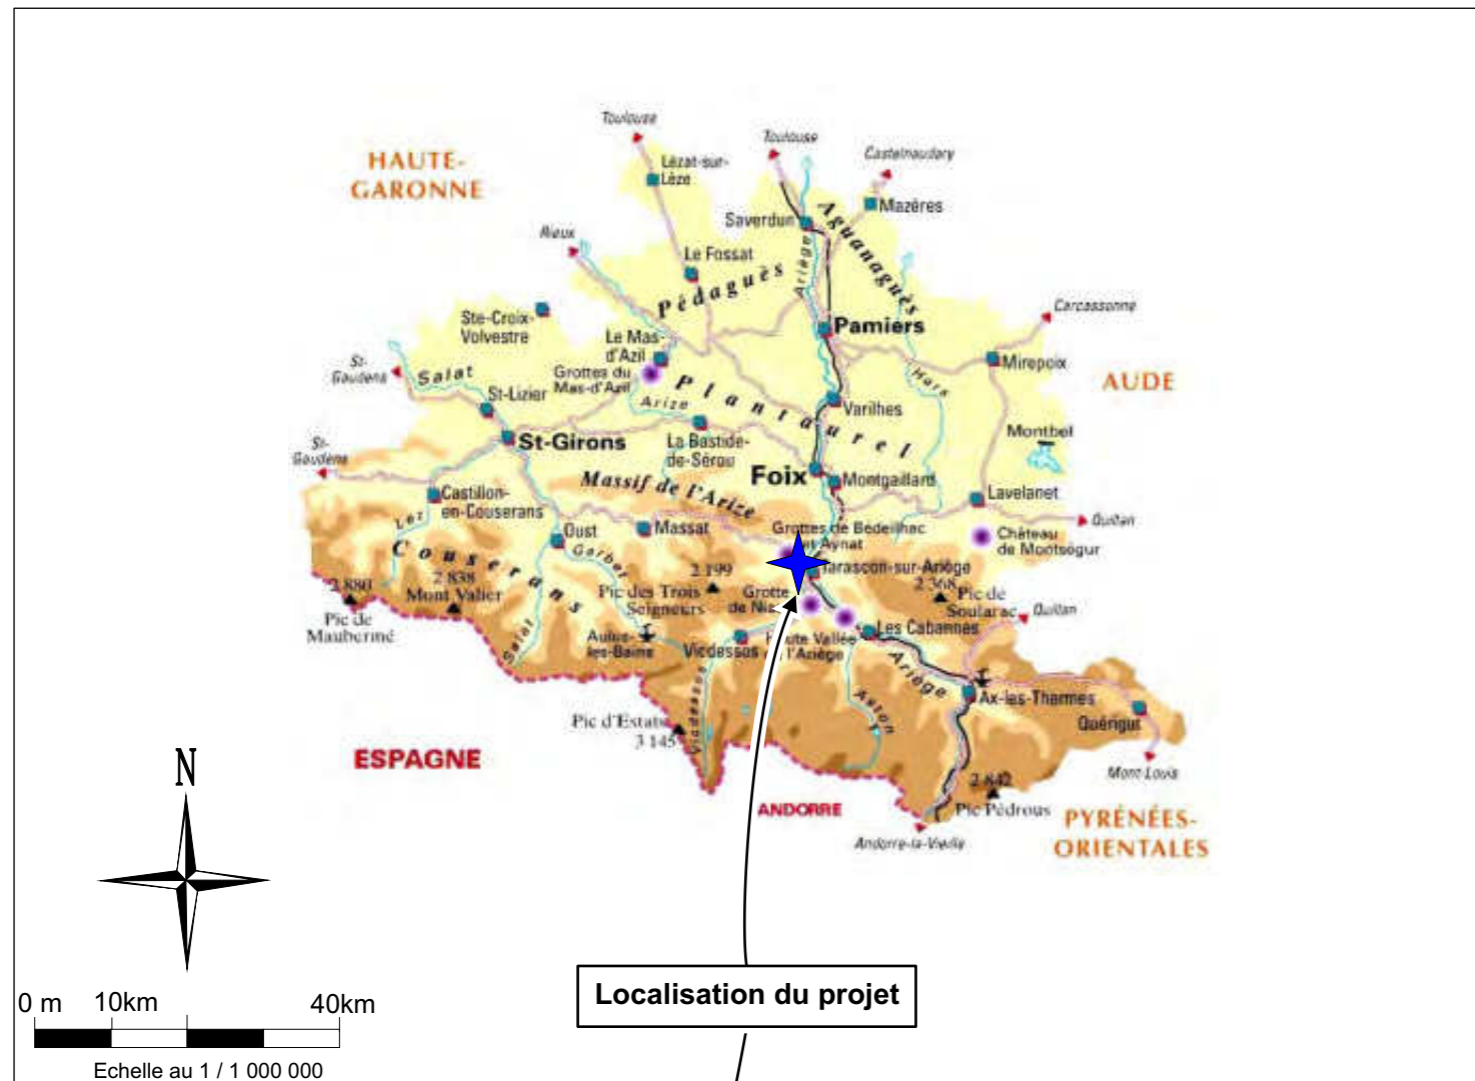 Toulouse
Toulouse
Castelnaudary
HAUTE-
GARONNE
Lézat-sur-
Lèze
Mazères
Saverdun
Aguanaguès
Rieux
Le Fossat
Ariège
Pédaguès
Carcassonne
Ste-Croix-
Volvestre
Pamiers
Le Mas-
d'Azil
Mirepoix
St-
Gaudens
Salat
Grottes du
Mas-d'Azil
Hers
AUDE
St-Lizier
Arize
Plantaurel
Varilhes
Montbel
St-Girons
La Bastide-
de-Sérou
St-
Gaudens
Foix
Montgaillard
Massif de l'Arize
Castillon-
en-Couserans
Lavelanet
Quillan
Lez
Oust
Massat
Grottes de Bédeilhac
et Aynat
Château
de Montségur
Couserans
Garbet
Tarascon-sur-Ariège
2 880
Pic de
Maubermé
2 838
Mont Valier
2 199
Pic des Trois
Seigneurs
Grotte
de Niaux
2 368
Pic de
Soularac
Quillan
Salat
Aulus-
les-Bains
Vicdessos
Haute Vallée
de l'Ariège
Les Cabannes
Ariège
Vicdessos
Aston
Ax-les-Thermes
Quérigut
Pic d'Estats
3 145
ESPAGNE
Mont-Louis
2 842
Pic Pédrous
ANDORRE
PYRÉNÉES-
ORIENTALES
Andorre-la-Vieille
N
Localisation du projet
0 m 10km 40km
Echelle au 1 / 1 000 000